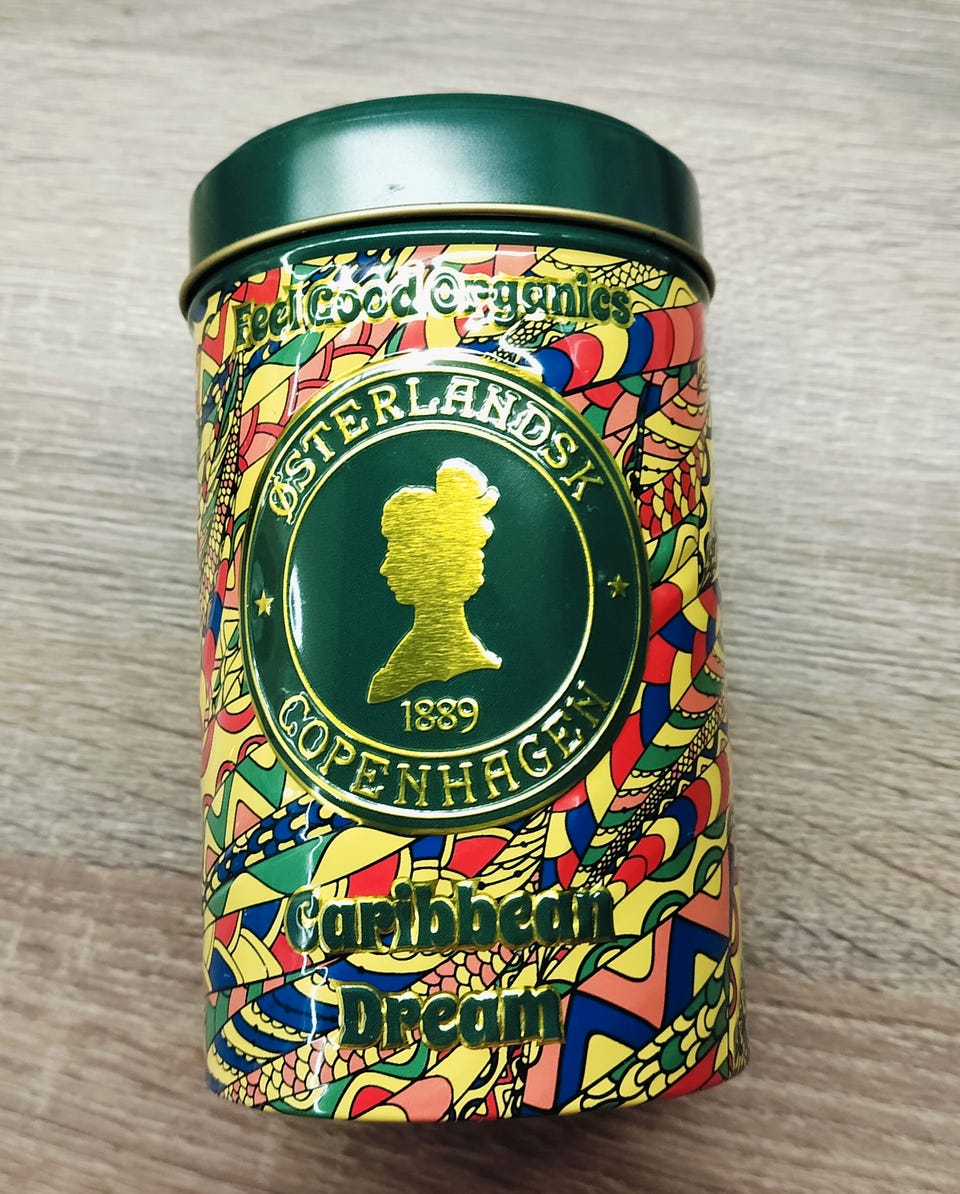 Feel Good Organics
ØSTERLANDSK
1889
COPENHAGEN
Caribbean
Dream